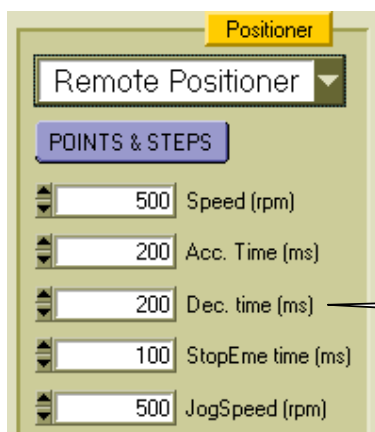 Positioner
Remote Positioner
POINTS & STEPS
500 Speed (rpm)
200 Acc. Time (ms)
200 Dec. time (ms)
100 StopEme time (ms)
500 JogSpeed (rpm)